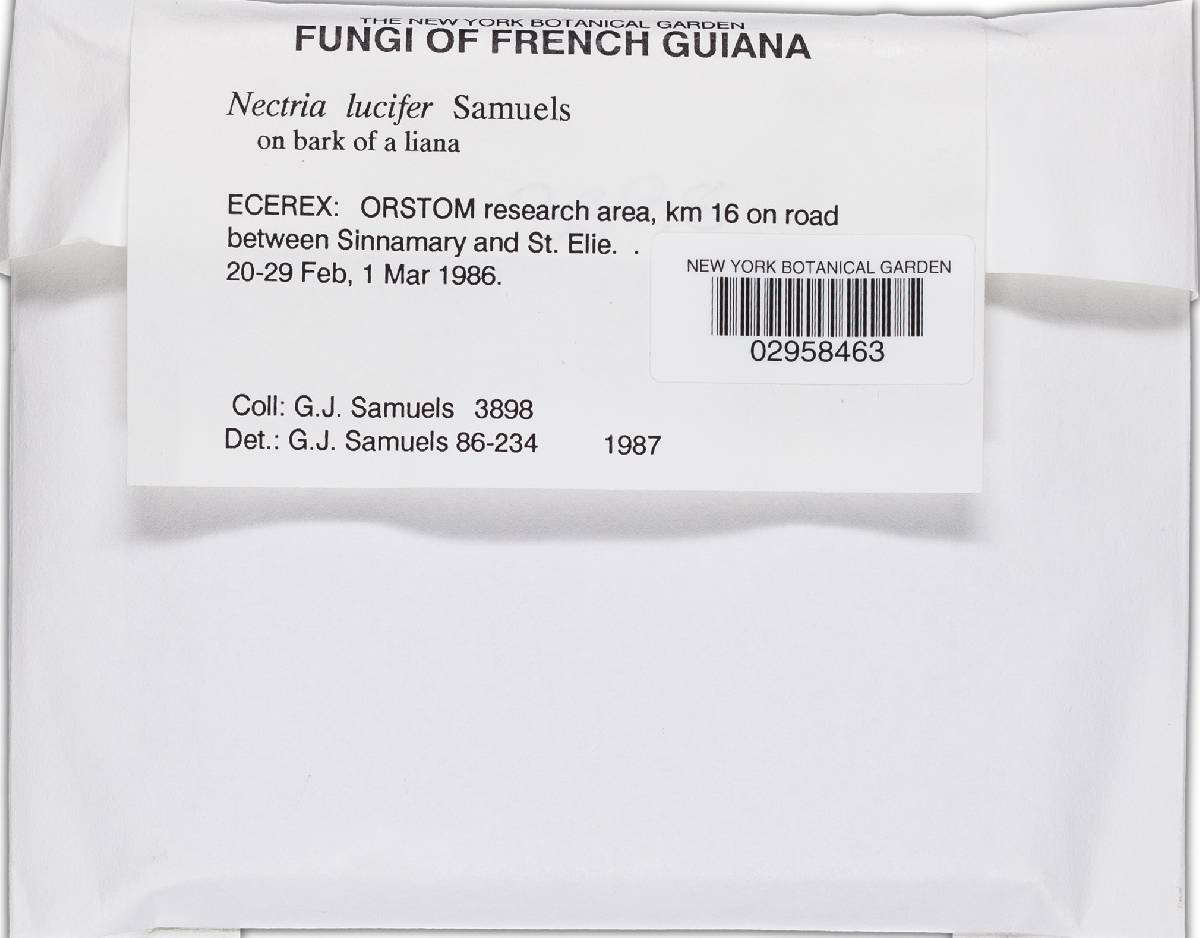 THE NEW YORK BOTANICAL GARDEN
FUNGI OF FRENCH GUIANA
Nectria lucifer Samuels
on bark of a liana
ECEREX: ORSTOM research area, km 16 on road
between Sinnamary and St. Elie. .
20-29 Feb, 1 Mar 1986.
NEW YORK BOTANICAL GARDEN
02958463
Coll: G.J. Samuels 3898
Det.: G.J. Samuels 86-234 1987